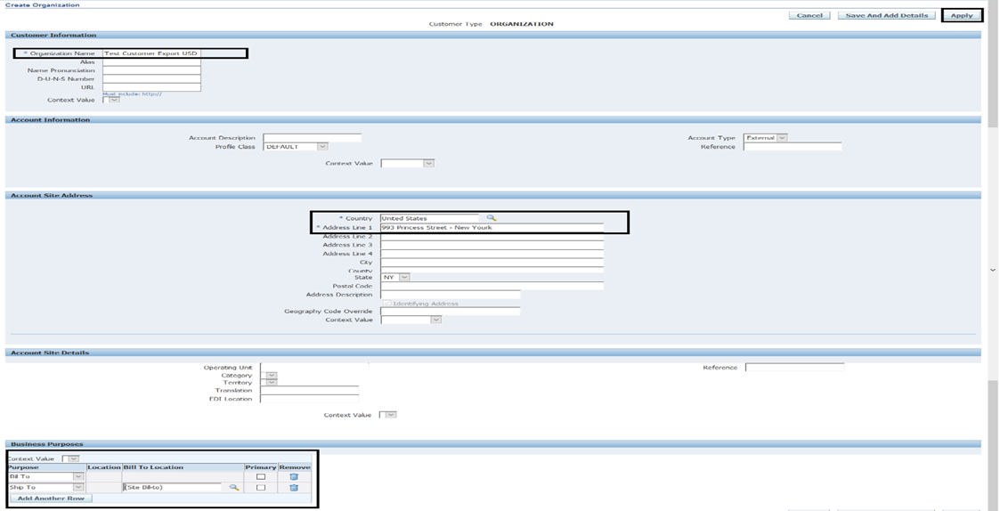 Create Organization
Cancel Save And Add Details Apply
Customer Type ORGANIZATION
Customer Information
* Organization Name Test Customer Export USD
Alias
Name Pronunciation
D-U-N-S Number
URL
Must include: http://
Context Value
Account Information
Account Description Account Type External
Profile Class DEFAULT Reference
Context Value
Account Site Address
* Country United States
* Address Line 1 993 Princess Street - New Yourk
Address Line 2
Address Line 3
Address Line 4
City
County
State NY
Postal Code
Address Description
Identifying Address
Geography Code Override
Context Value
Account Site Details
Operating Unit Reference
Category
Territory
Translation
EDI Location
Context Value
Business Purposes
Context Value
Purpose Location Bill To Location Primary Remove
Bill To
Ship To (Site Bill-to)
Add Another Row